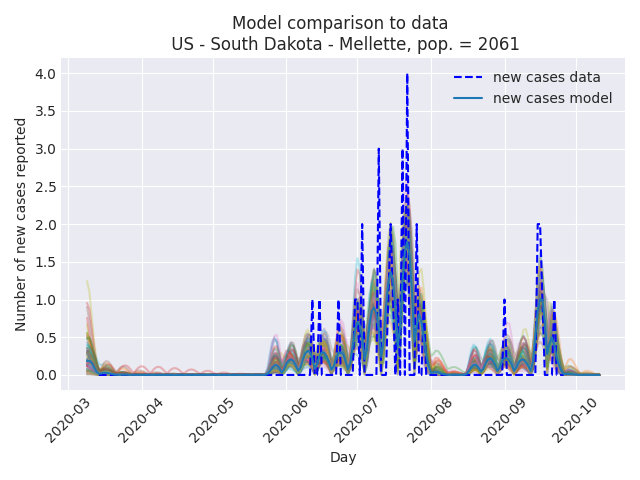 Model comparison to data
US - South Dakota - Mellette, pop. = 2061
new cases data
new cases model
Number of new cases reported
4.0
3.5
3.0
2.5
2.0
1.5
1.0
0.5
0.0
2020-03
2020-04
2020-05
2020-06
2020-07
2020-08
2020-09
2020-10
Day